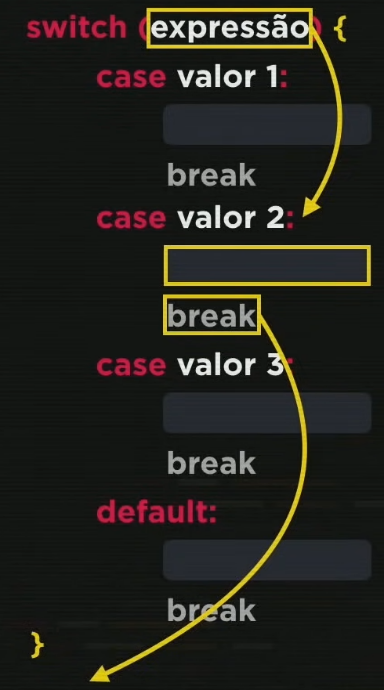 switch (expressão) {
case valor 1:
break
case valor 2:
break
case valor 3:
break
default:
break
}